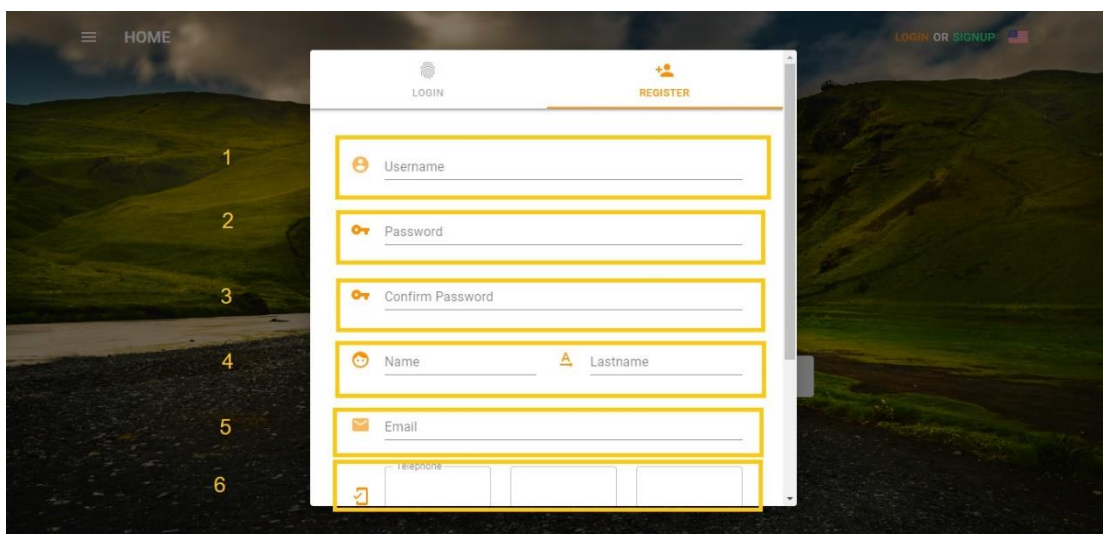 HOME
LOGIN OR SIGNUP
LOGIN
REGISTER
1
Username
2
Password
3
Confirm Password
4
Name
Lastname
5
Email
6
Telephone